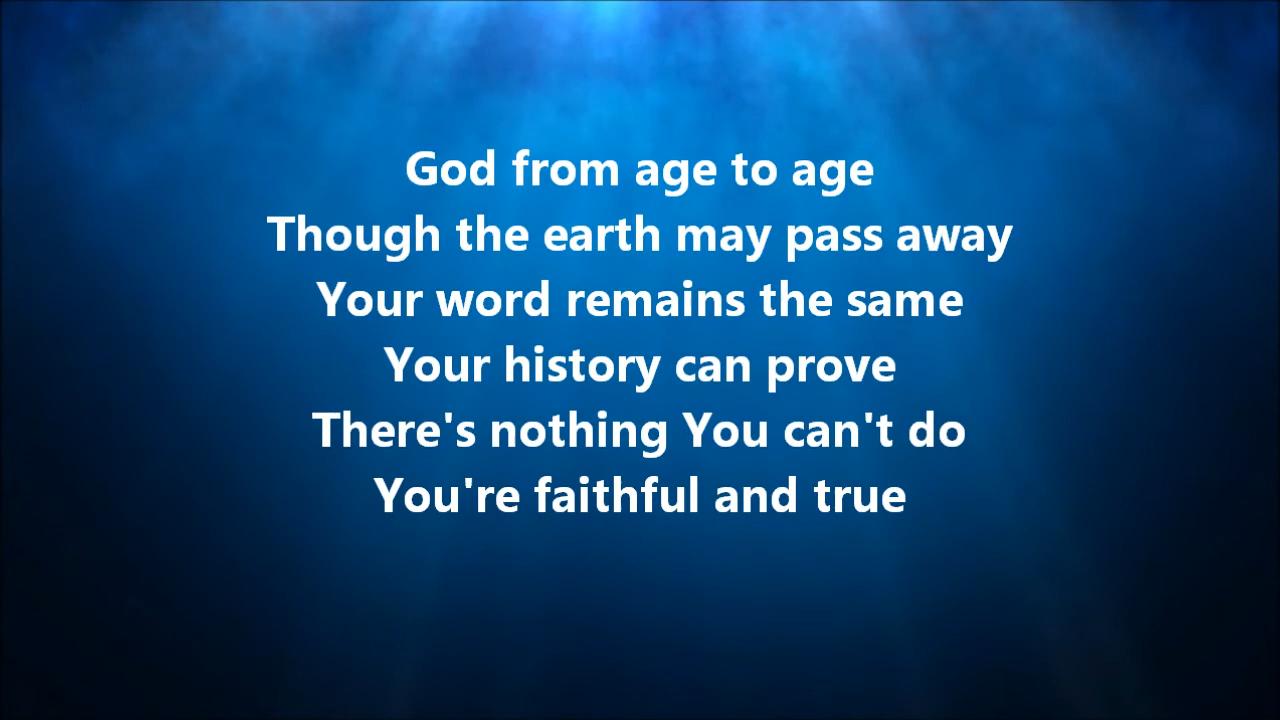 God from age to age
Though the earth may pass away
Your word remains the same
Your history can prove
There's nothing You can't do
You're faithful and true